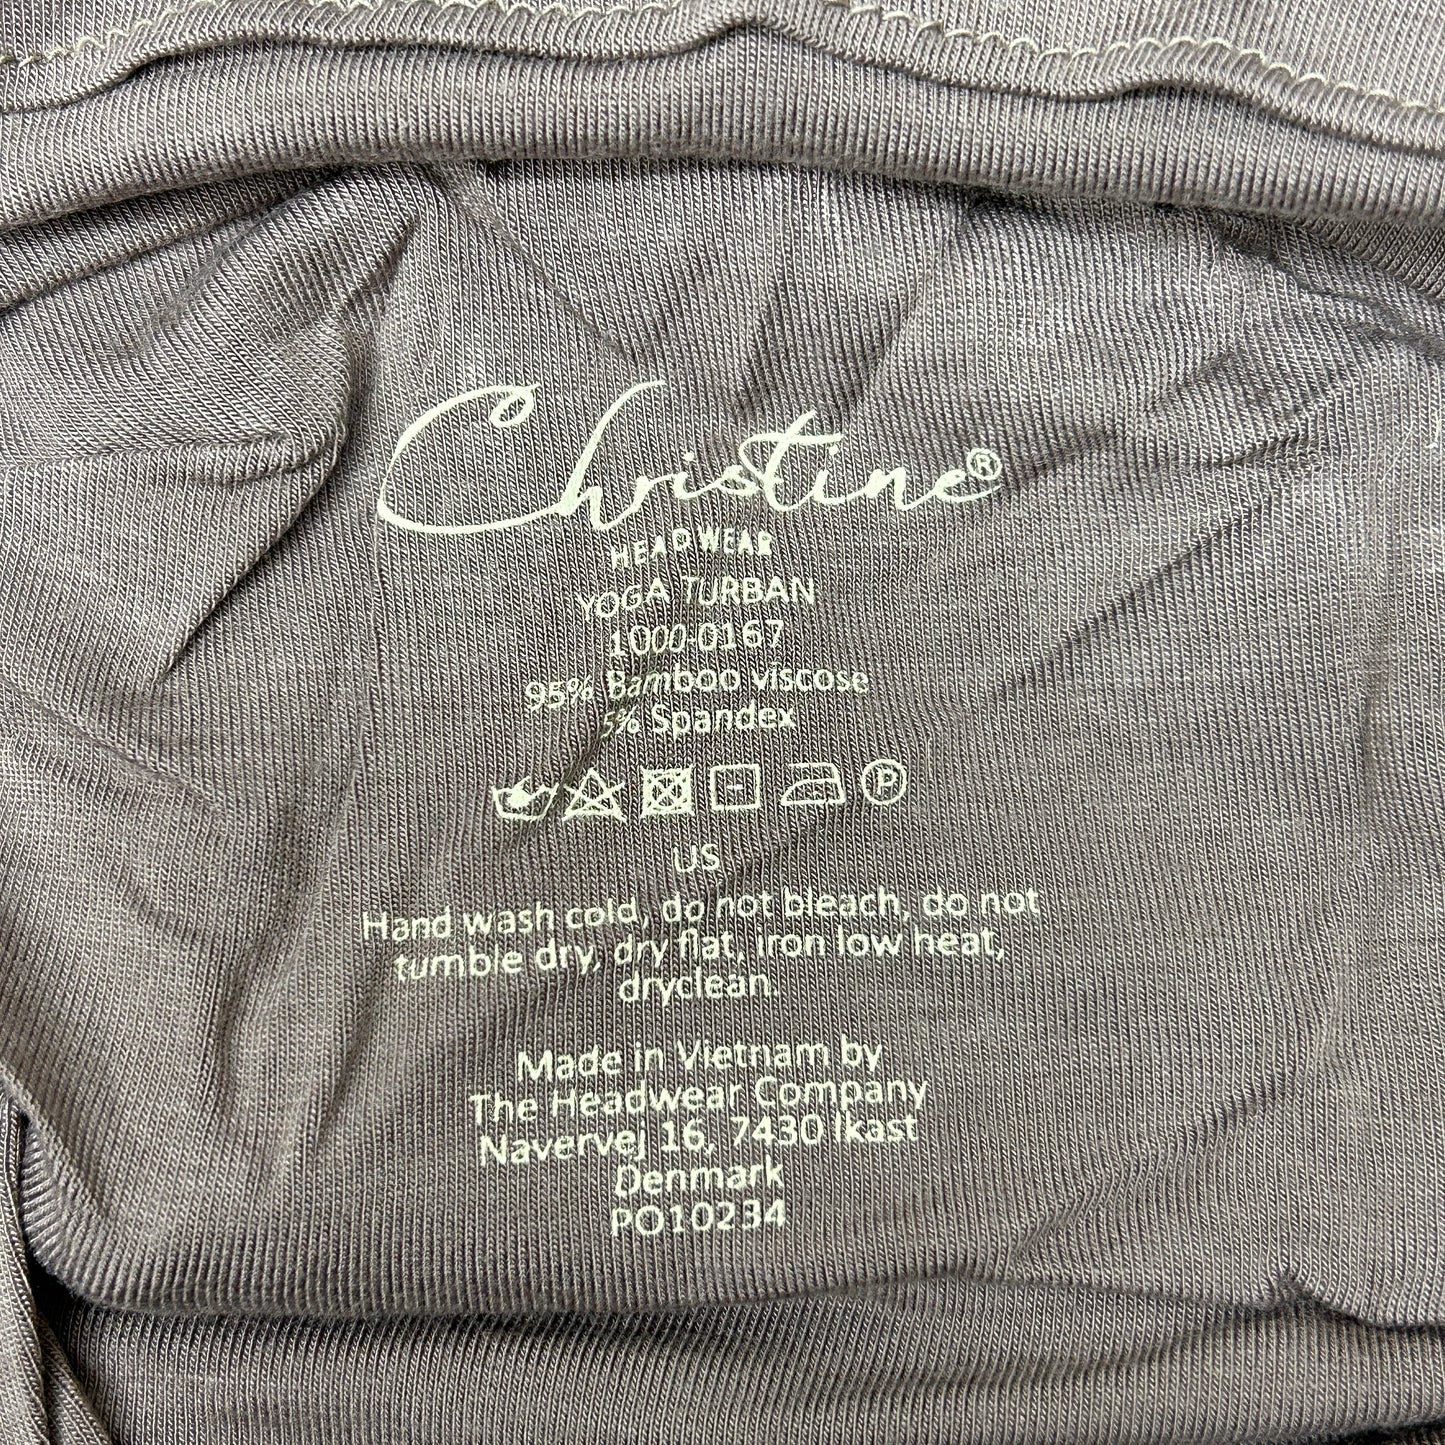 Christine®
HEADWEAR
YOGA TURBAN
1000-0167
95% Bamboo viscose
5% Spandex
P
US
Hand wash cold, do not bleach, do not
tumble dry, dry flat, iron low heat,
dryclean.
Made in Vietnam by
The Headwear Company
Navervej 16, 7430 Ikast
Denmark
PO10234